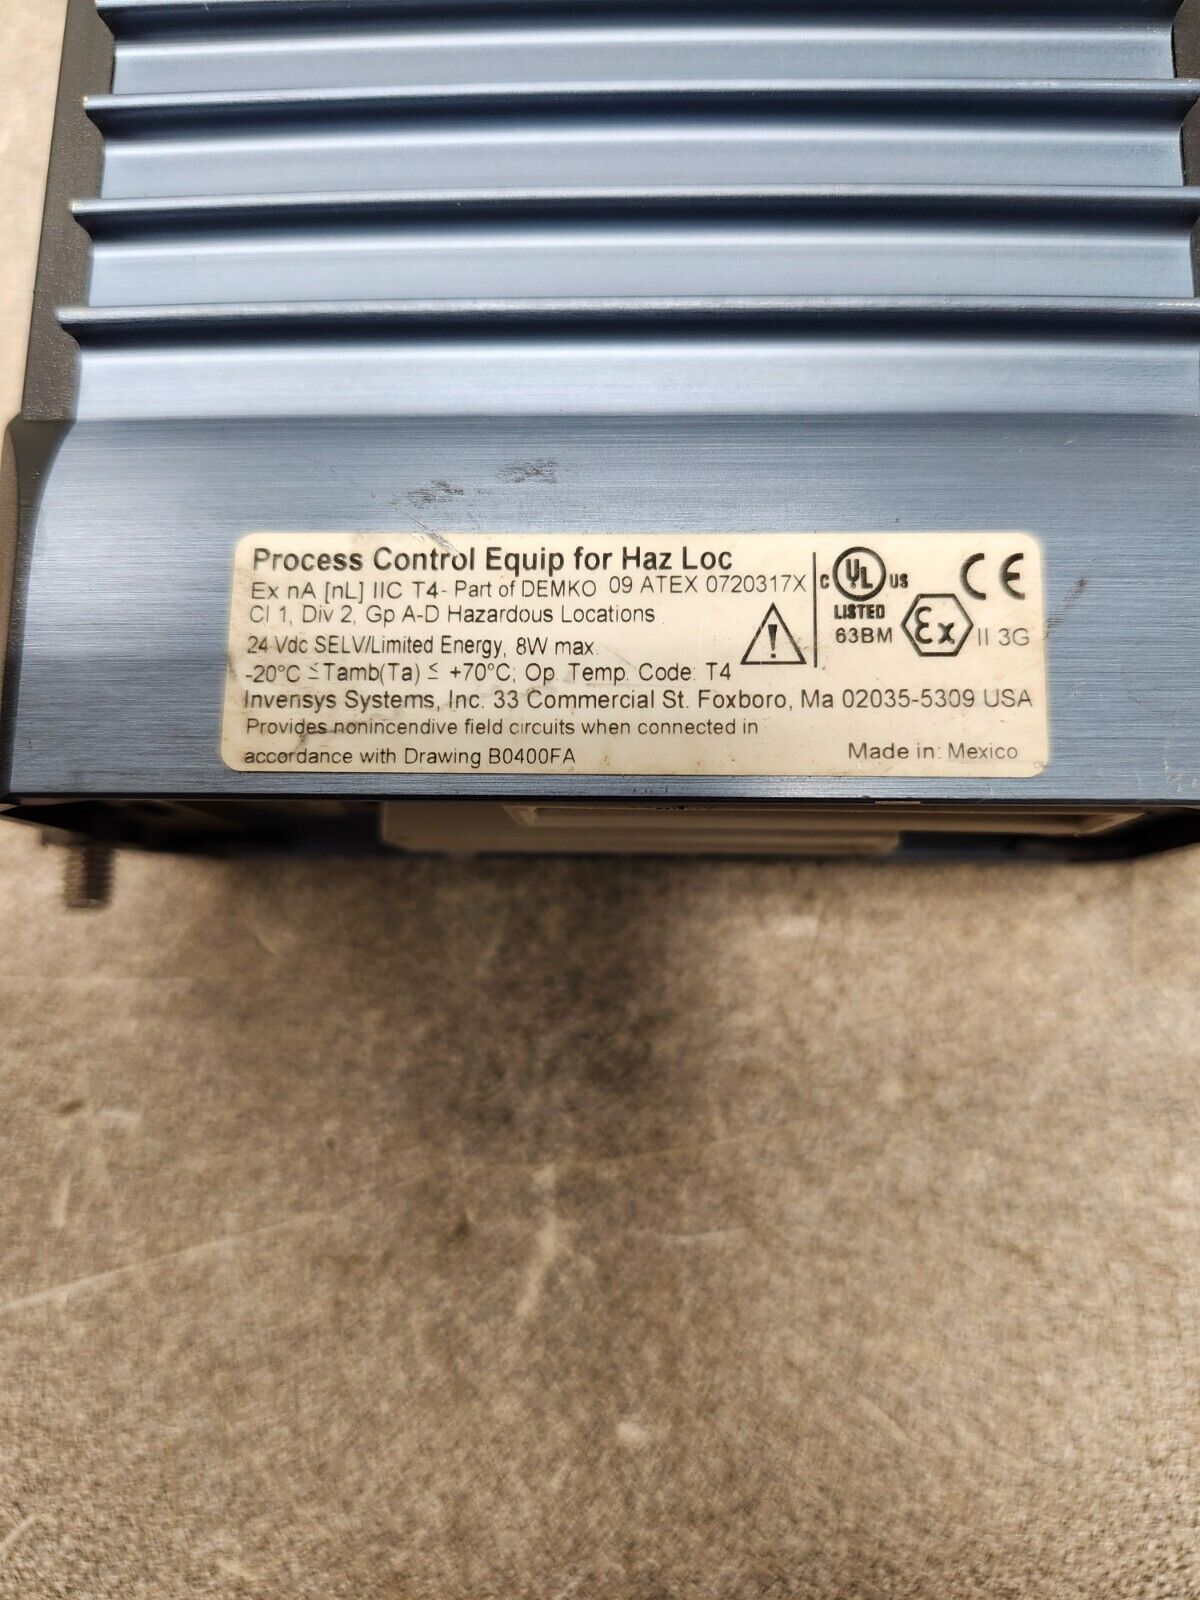 Process Control Equip for Haz Loc
Ex nA [nL] IIC T4- Part of DEMKO 09 ATEX 0720317X
Cl 1, Div 2, Gp A-D Hazardous Locations
24 Vdc SELV/Limited Energy, 8W max.
-20°C ≤Tamb(Ta) ≤ +70°C; Op. Temp. Code: T4
C UL US
LISTED
63BM
CE
Ex II 3G
Invensys Systems, Inc. 33 Commercial St. Foxboro, Ma 02035-5309 USA
Provides nonincendive field circuits when connected in
accordance with Drawing B0400FA
Made in: Mexico